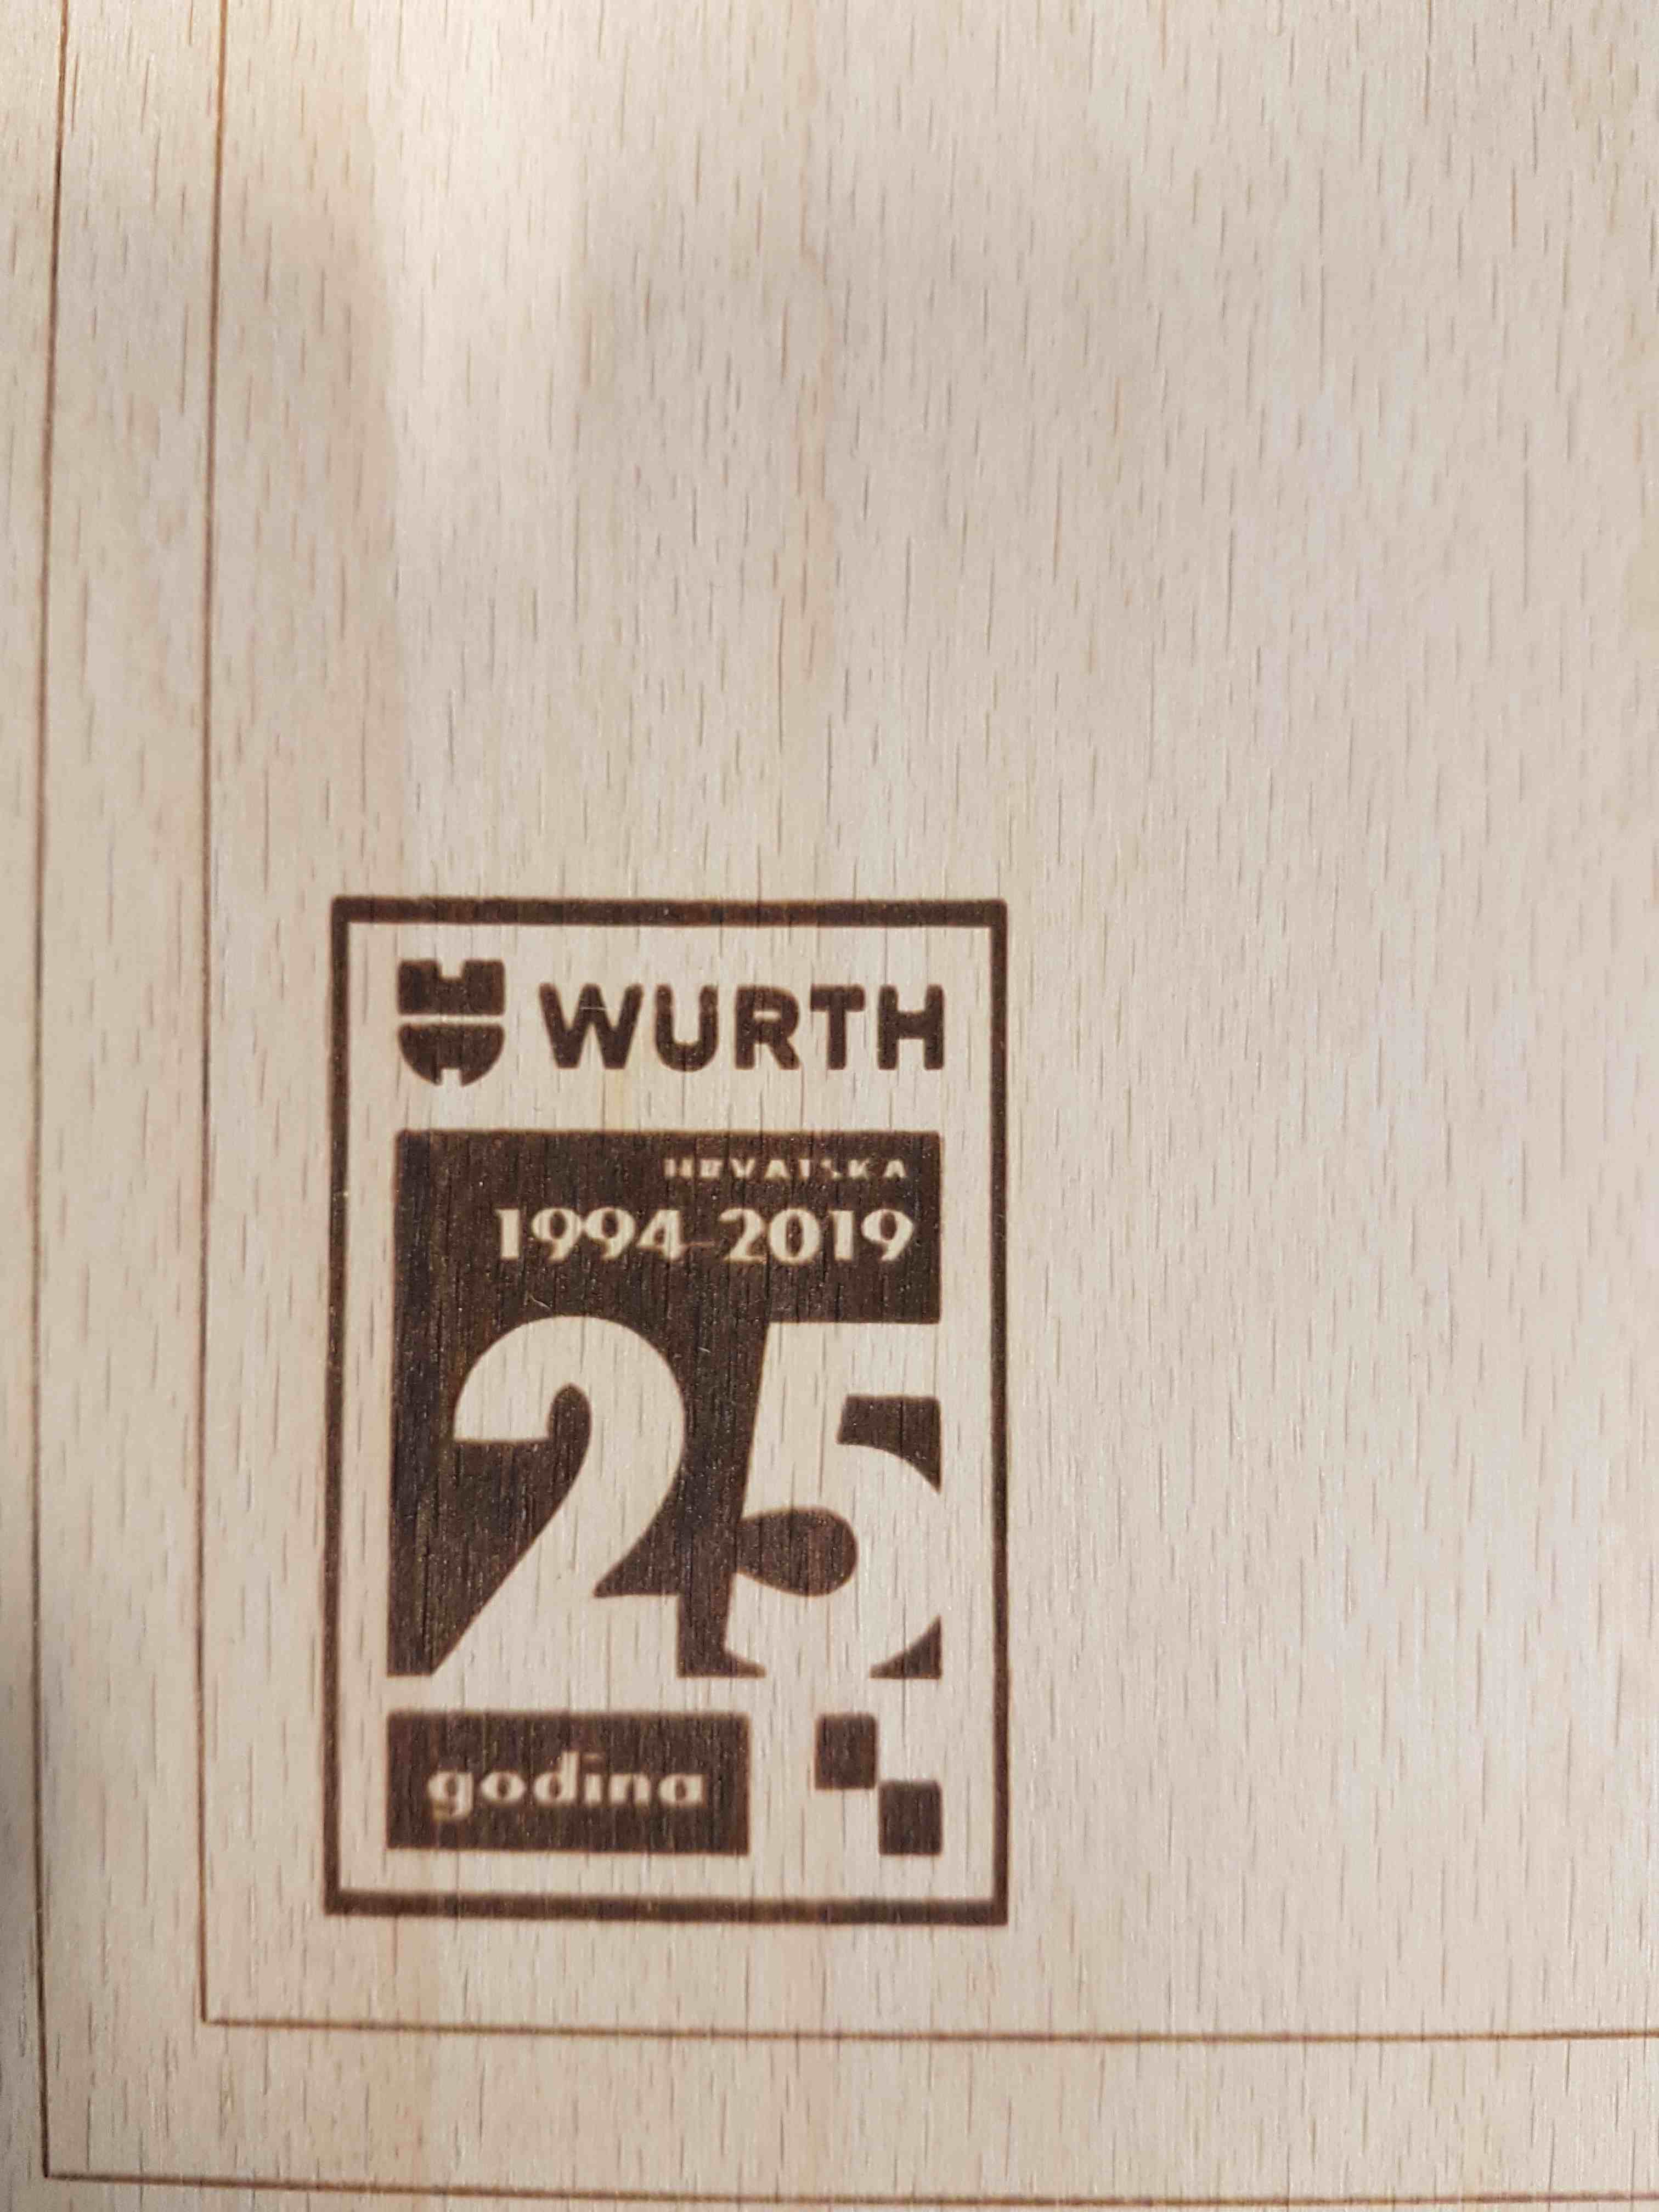 WURTH
HRVATSKA
1994-2019
25
godina